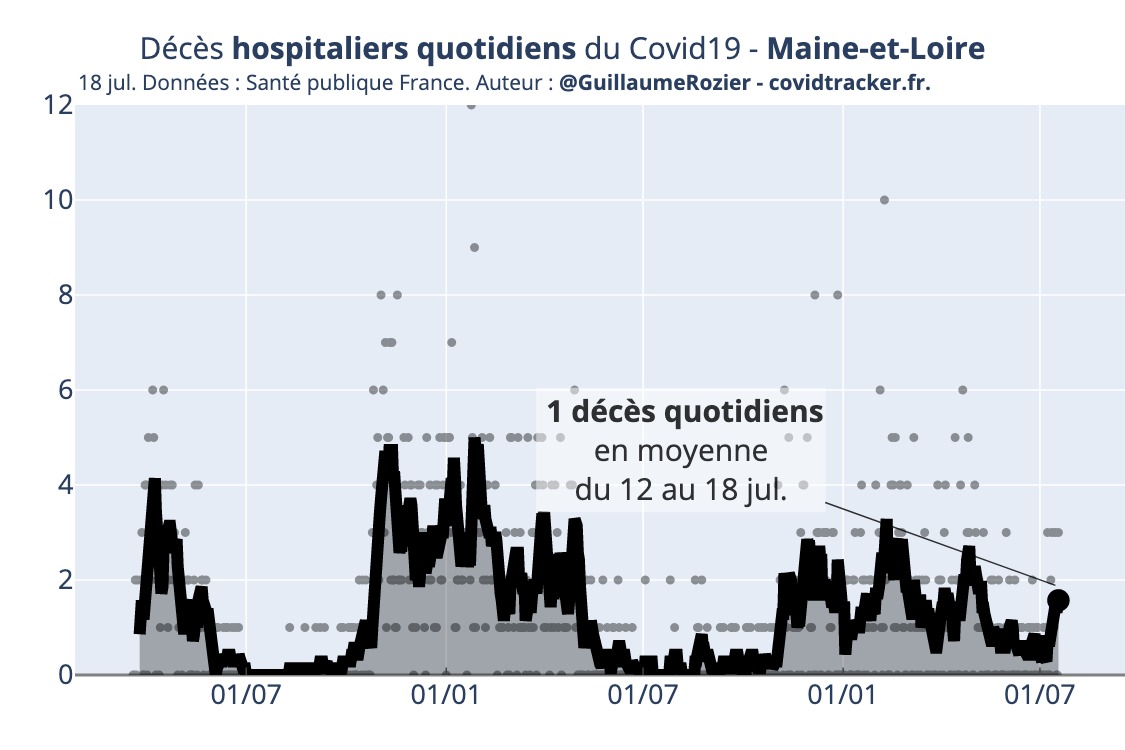 Décès hospitaliers quotidiens du Covid19 - Maine-et-Loire
18 jul. Données : Santé publique France. Auteur : @GuillaumeRozier - covidtracker.fr.
12
10
8
6
4
2
0
1 décès quotidiens
en moyenne
du 12 au 18 jul.
01/07 01/01 01/07 01/01 01/07